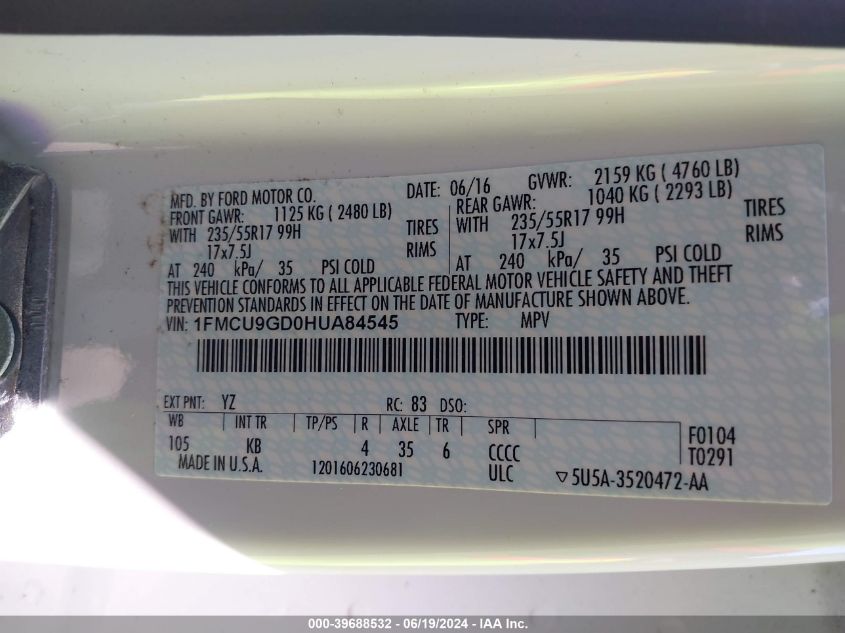 MFD. BY FORD MOTOR CO. DATE: 06/16 GVWR: 2159 KG ( 4760 LB)
FRONT GAWR: 1125 KG ( 2480 LB) REAR GAWR: 1040 KG ( 2293 LB)
WITH 235/55R17 99H TIRES WITH 235/55R17 99H TIRES
17x7.5J RIMS 17x7.5J RIMS
AT 240 kPa/ 35 PSI COLD AT 240 kPa/ 35 PSI COLD
THIS VEHICLE CONFORMS TO ALL APPLICABLE FEDERAL MOTOR VEHICLE SAFETY AND THEFT
PREVENTION STANDARDS IN EFFECT ON THE DATE OF MANUFACTURE SHOWN ABOVE.
VIN: 1FMCU9GD0HUA84545 TYPE: MPV
EXT PNT: YZ RC: 83 DSO:
WB INT TR TP/PS R AXLE TR SPR
105 KB 4 35 6 CCCC F0104
MADE IN U.S.A. 1201606230681 ULC T0291
▽5U5A-3520472-AA
000-39688532 - 06/19/2024 - IAA Inc.